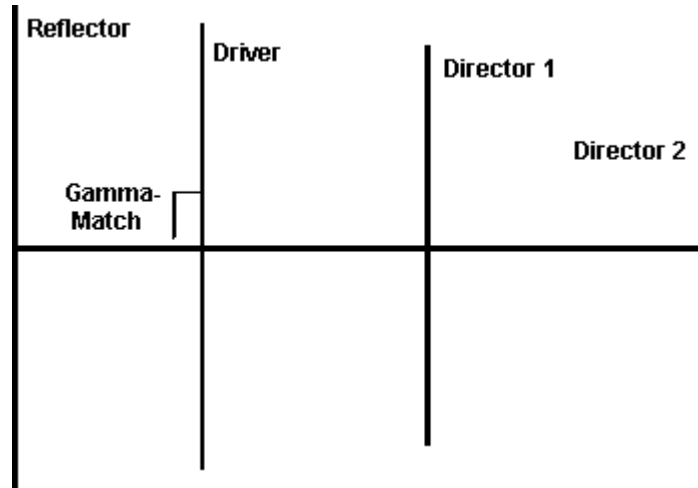 Reflector
Driver
Director 1
Director 2
Gamma-
Match